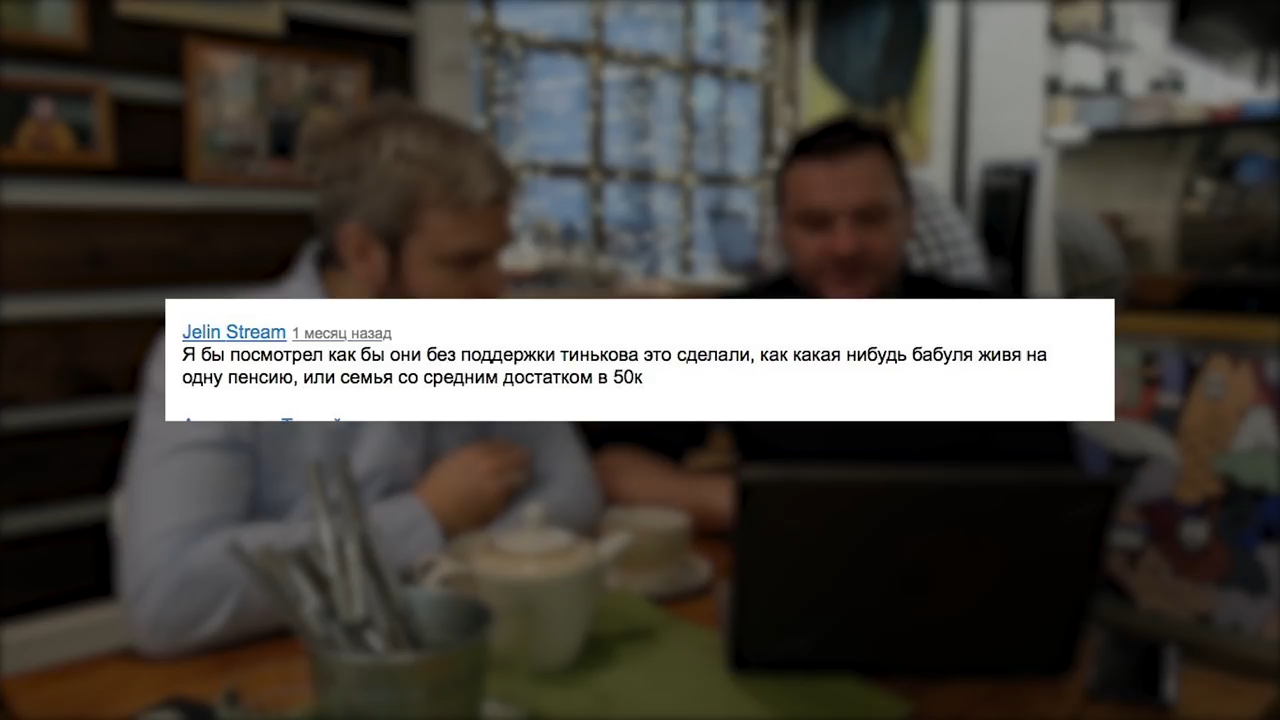 Jelin Stream 1 месяц назад
Я бы посмотрел как бы они без поддержки тинькова это сделали, как какая нибудь бабуля живя на
одну пенсию, или семья со средним достатком в 50к